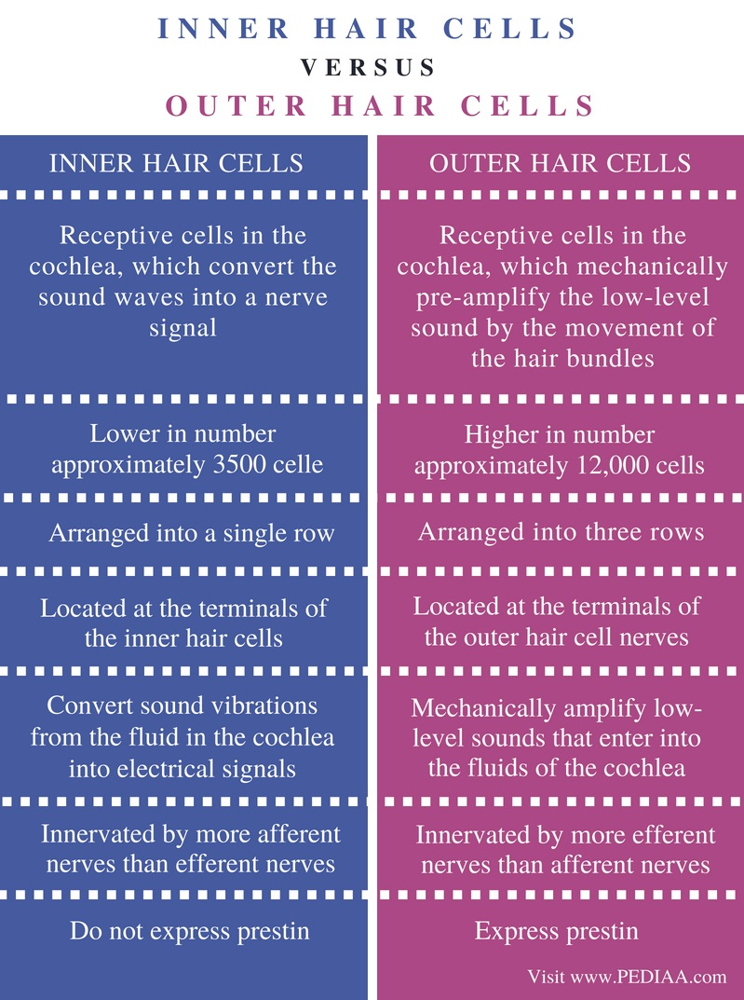 INNER HAIR CELLS
VERSUS
OUTER HAIR CELLS
INNER HAIR CELLS
Receptive cells in the
cochlea, which convert the
sound waves into a nerve
signal
Lower in number
approximately 3500 celle
Arranged into a single row
Located at the terminals of
the inner hair cells
Convert sound vibrations
from the fluid in the cochlea
into electrical signals
Innervated by more afferent
nerves than efferent nerves
Do not express prestin
OUTER HAIR CELLS
Receptive cells in the
cochlea, which mechanically
pre-amplify the low-level
sound by the movement of
the hair bundles
Higher in number
approximately 12,000 cells
Arranged into three rows
Located at the terminals of
the outer hair cell nerves
Mechanically amplify low-
level sounds that enter into
the fluids of the cochlea
Innervated by more efferent
nerves than afferent nerves
Express prestin
Visit www.PEDIAA.com